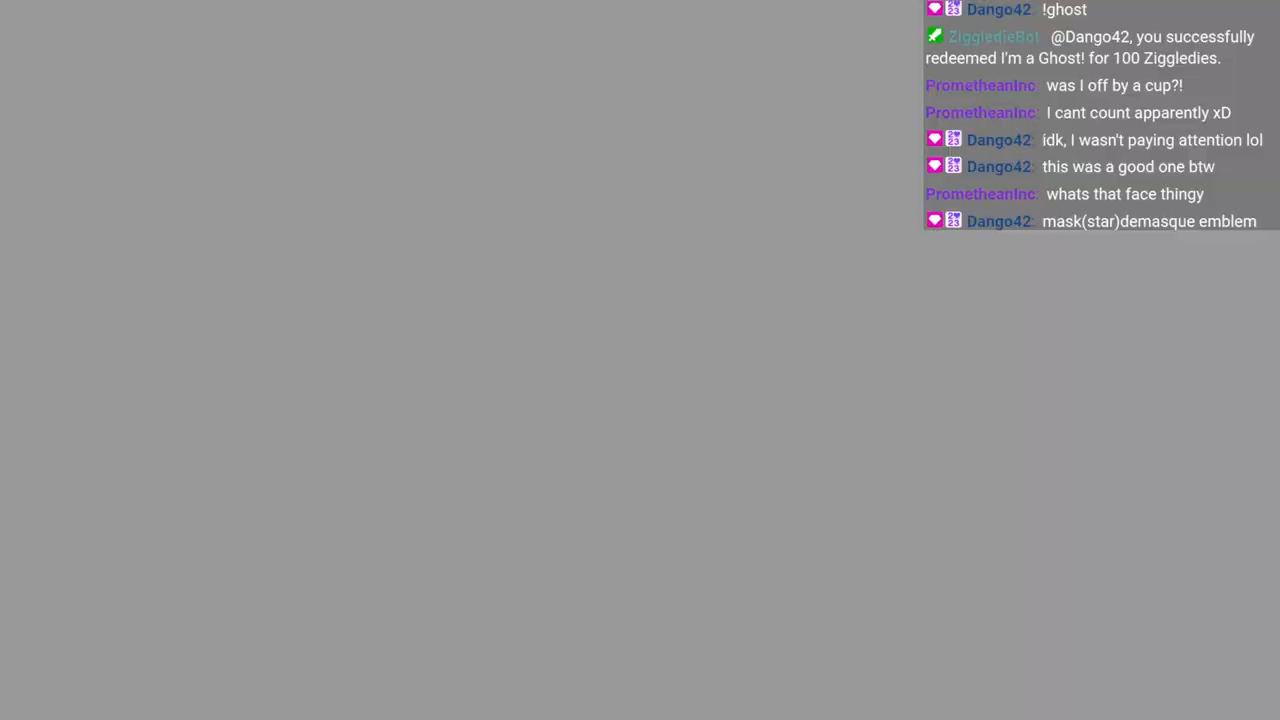 Dango42: !ghost
ZiggledieBot: @Dango42, you successfully
redeemed I'm a Ghost! for 100 Ziggledies.
PrometheanInc: was I off by a cup?!
PrometheanInc: I cant count apparently xD
Dango42: idk, I wasn't paying attention lol
Dango42: this was a good one btw
PrometheanInc: whats that face thingy
Dango42: mask(star)demasque emblem